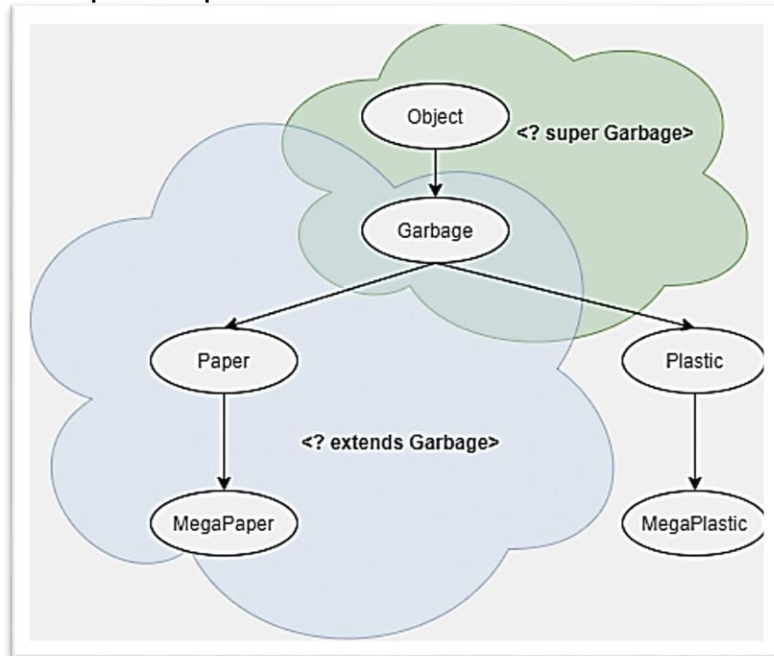 Object
<? super Garbage>
Garbage
Paper
Plastic
<? extends Garbage>
MegaPaper
MegaPlastic